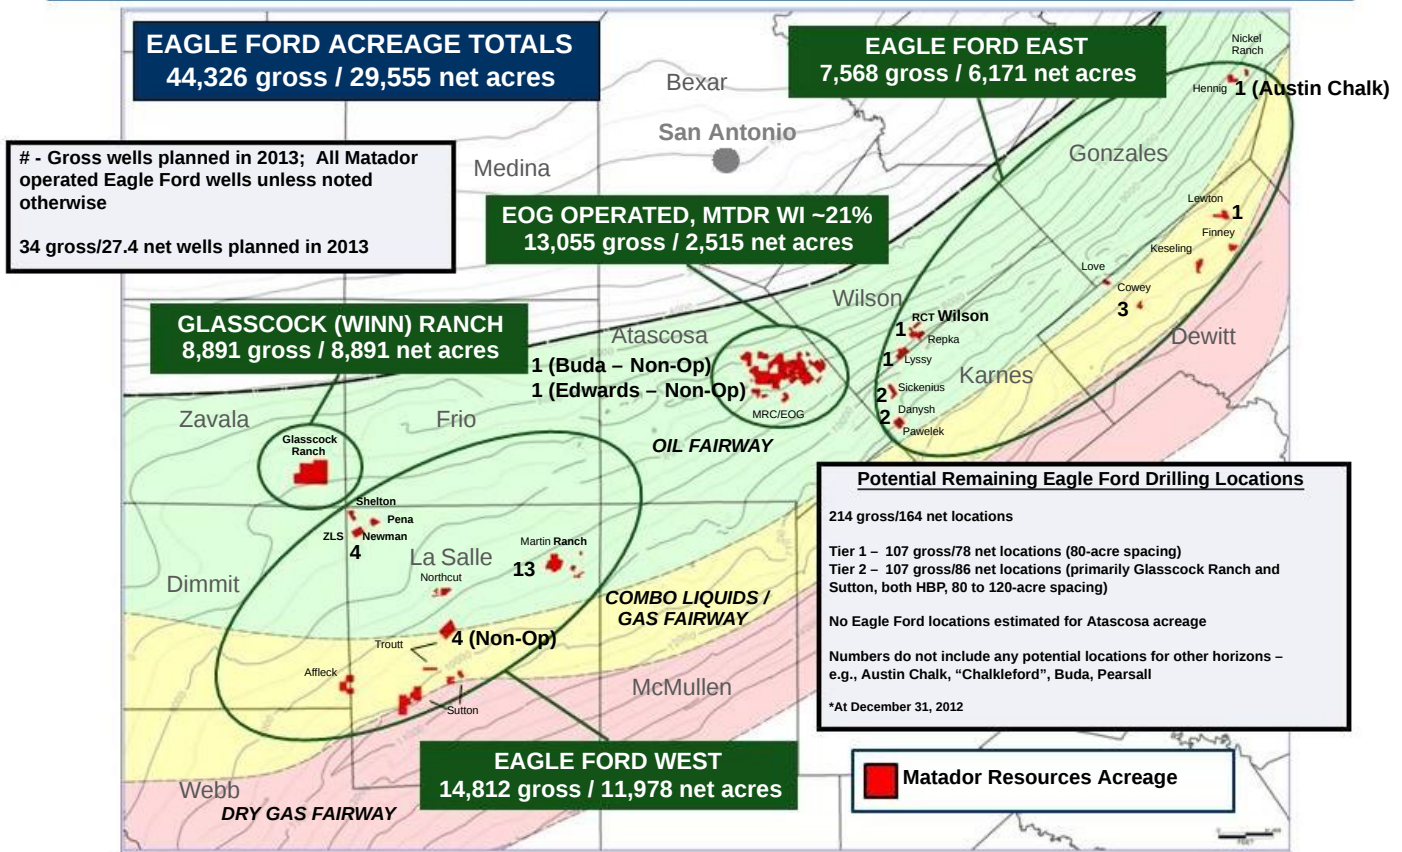 EAGLE FORD ACREAGE TOTALS
44,326 gross / 29,555 net acres
EAGLE FORD EAST
7,568 gross / 6,171 net acres
Nickel
Ranch
Hennig
1 (Austin Chalk)
Bexar
San Antonio
Medina
Gonzales
# - Gross wells planned in 2013;  All Matador
operated Eagle Ford wells unless noted
otherwise
34 gross/27.4 net wells planned in 2013
EOG OPERATED, MTDR WI ~21%
13,055 gross / 2,515 net acres
Lewton
1
Finney
Keseling
Love
Cowey
3
Dewitt
GLASSCOCK (WINN) RANCH
8,891 gross / 8,891 net acres
Wilson
Atascosa
1 (Buda – Non-Op)
1 (Edwards – Non-Op)
MRC/EOG
RCT Wilson
1
Repka
1
Lyssy
Karnes
Sickenius
2
Danysh
2
Pawelek
Zavala
Frio
OIL FAIRWAY
Glasscock
Ranch
Shelton
Pena
ZLS
Newman
4
La Salle
Martin Ranch
13
Northcut
Dimmit
COMBO LIQUIDS /
GAS FAIRWAY
4 (Non-Op)
Troutt
Affleck
Sutton
McMullen
Potential Remaining Eagle Ford Drilling Locations
214 gross/164 net locations
Tier 1 –  107 gross/78 net locations (80-acre spacing)
Tier 2 –  107 gross/86 net locations (primarily Glasscock Ranch and
Sutton, both HBP, 80 to 120-acre spacing)
No Eagle Ford locations estimated for Atascosa acreage
Numbers do not include any potential locations for other horizons –
e.g., Austin Chalk, “Chalkleford”, Buda, Pearsall
*At December 31, 2012
EAGLE FORD WEST
14,812 gross / 11,978 net acres
Webb
DRY GAS FAIRWAY
Matador Resources Acreage
FEET